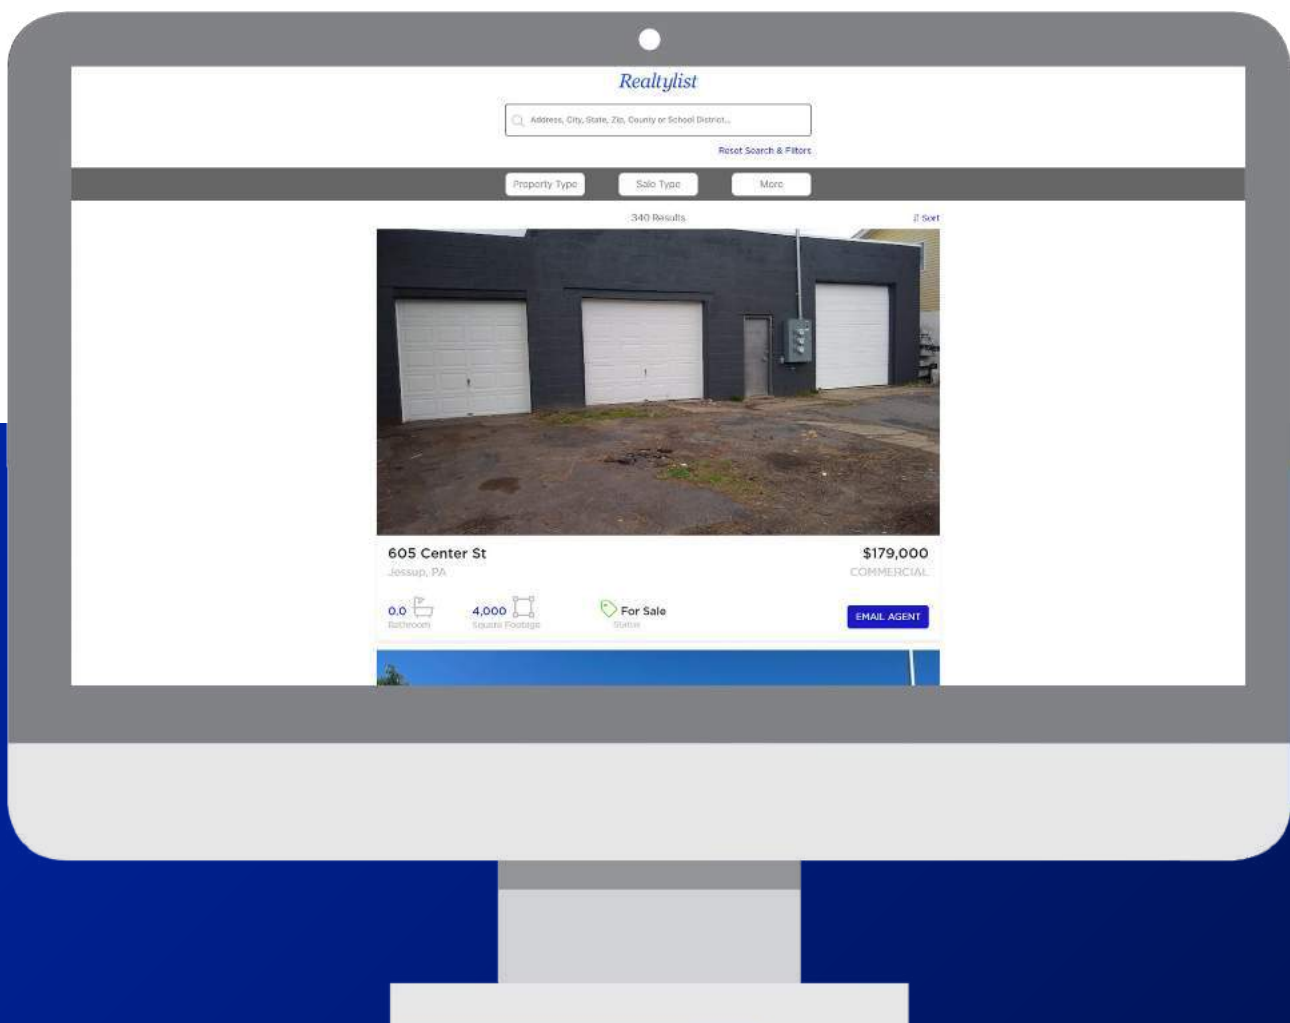 Realtylist
Address, City, State, Zip, County or School District...
Reset Search & Filters
Property Type
Sale Type
More
340 Results
Sort
605 Center St
$179,000
Jessup, PA
COMMERCIAL
0.0
4,000
For Sale
EMAIL AGENT
Bathroom
Square Footage
Status